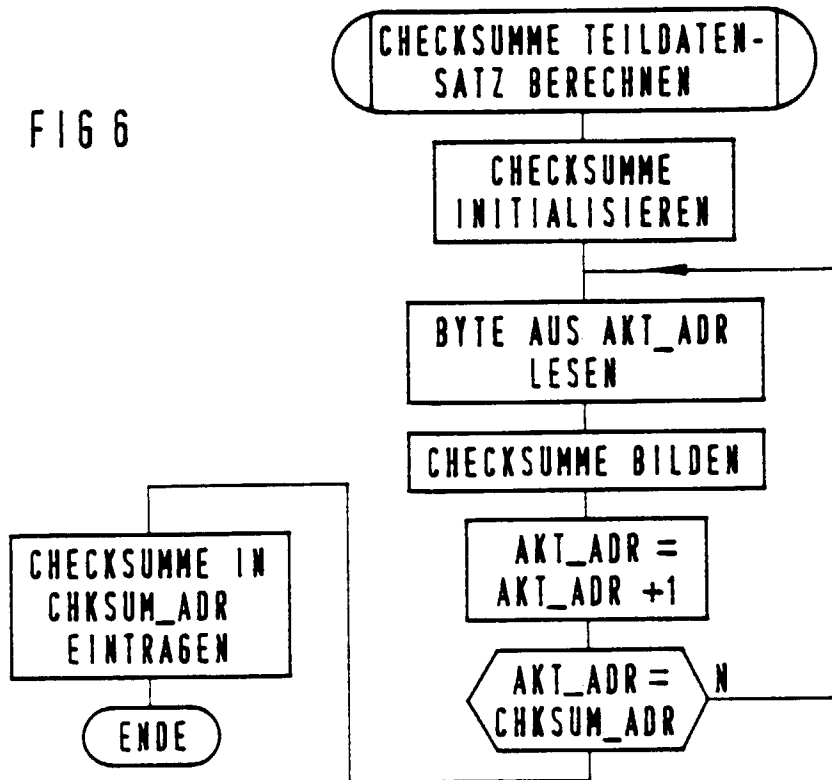 FIG 6
CHECKSUMME TEILDATEN-
SATZ BERECHNEN
CHECKSUMME
INITIALISIEREN
BYTE AUS AKT_ADR
LESEN
CHECKSUMME BILDEN
AKT_ADR =
AKT_ADR +1
AKT_ADR =
CHKSUM_ADR
N
CHECKSUMME IN
CHKSUM_ADR
EINTRAGEN
ENDE